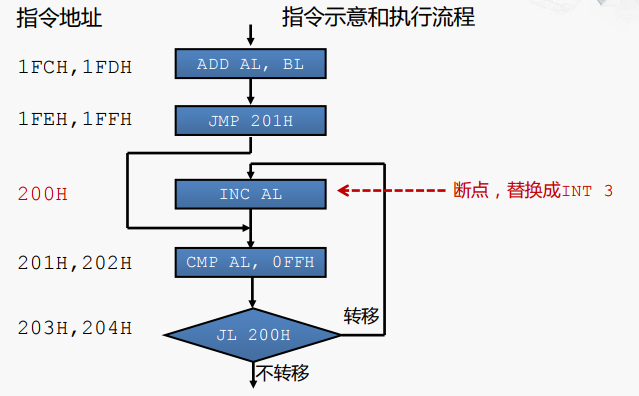 指令地址 指令示意和执行流程
1FCH,1FDH ADD AL, BL
1FEH,1FFH JMP 201H
200H INC AL 断点，替换成INT 3
201H,202H CMP AL, 0FFH
203H,204H JL 200H 转移
不转移